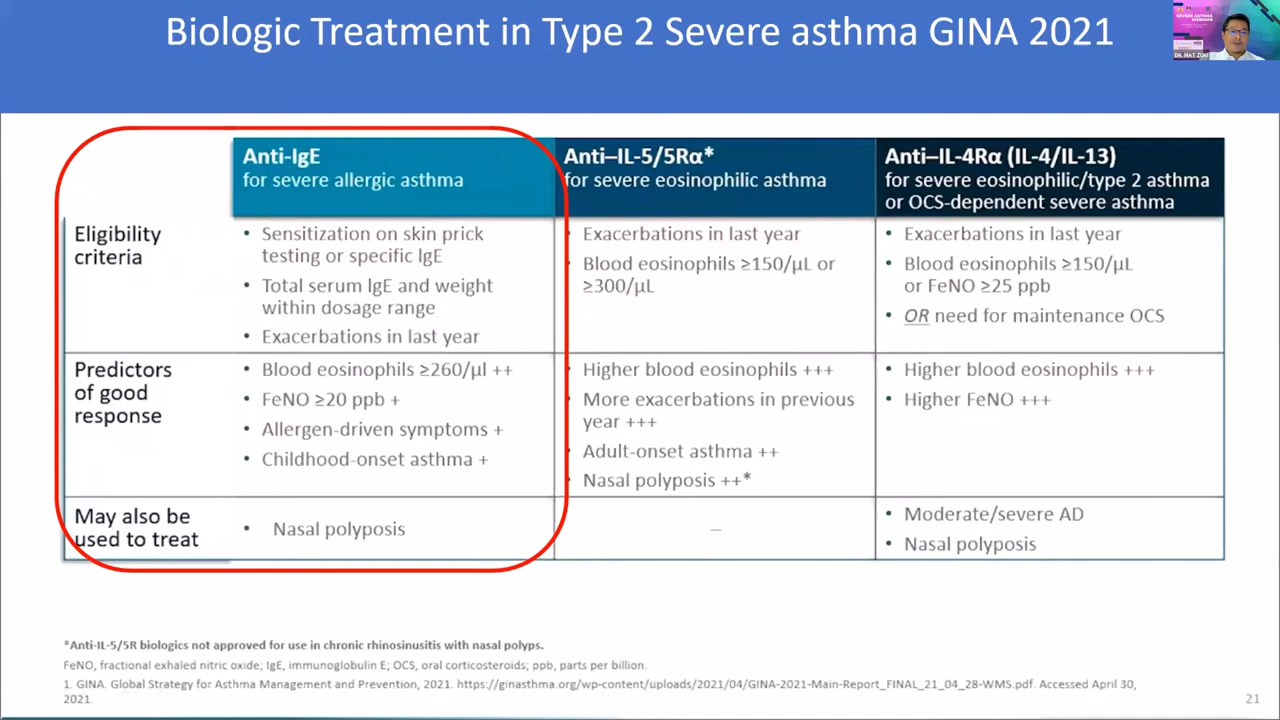 Biologic Treatment in Type 2 Severe asthma GINA 2021
SEVERE ASTHMA
WEBINAR
Anti-IgE
for severe allergic asthma
Anti–IL-5/5Rα*
for severe eosinophilic asthma
Anti–IL-4Rα (IL-4/IL-13)
for severe eosinophilic/type 2 asthma
or OCS-dependent severe asthma
Eligibility
criteria
• Sensitization on skin prick
testing or specific IgE
• Total serum IgE and weight
within dosage range
• Exacerbations in last year
• Exacerbations in last year
• Blood eosinophils ≥150/μL or
≥300/μL
• Exacerbations in last year
• Blood eosinophils ≥150/μL
or FeNO ≥25 ppb
• OR need for maintenance OCS
Predictors
of good
response
• Blood eosinophils ≥260/μl ++
• FeNO ≥20 ppb +
• Allergen-driven symptoms +
• Childhood-onset asthma +
• Higher blood eosinophils +++
• More exacerbations in previous
year +++
• Adult-onset asthma ++
• Nasal polyposis ++*
• Higher blood eosinophils +++
• Higher FeNO +++
May also be
used to treat
• Nasal polyposis
–
• Moderate/severe AD
• Nasal polyposis
*Anti-IL-5/5R biologics not approved for use in chronic rhinosinusitis with nasal polyps.
FeNO, fractional exhaled nitric oxide; IgE, immunoglobulin E; OCS, oral corticosteroids; ppb, parts per billion.
1. GINA. Global Strategy for Asthma Management and Prevention, 2021. https://ginasthma.org/wp-content/uploads/2021/04/GINA-2021-Main-Report_FINAL_21_04_28-WMS.pdf. Accessed April 30,
2021.
21